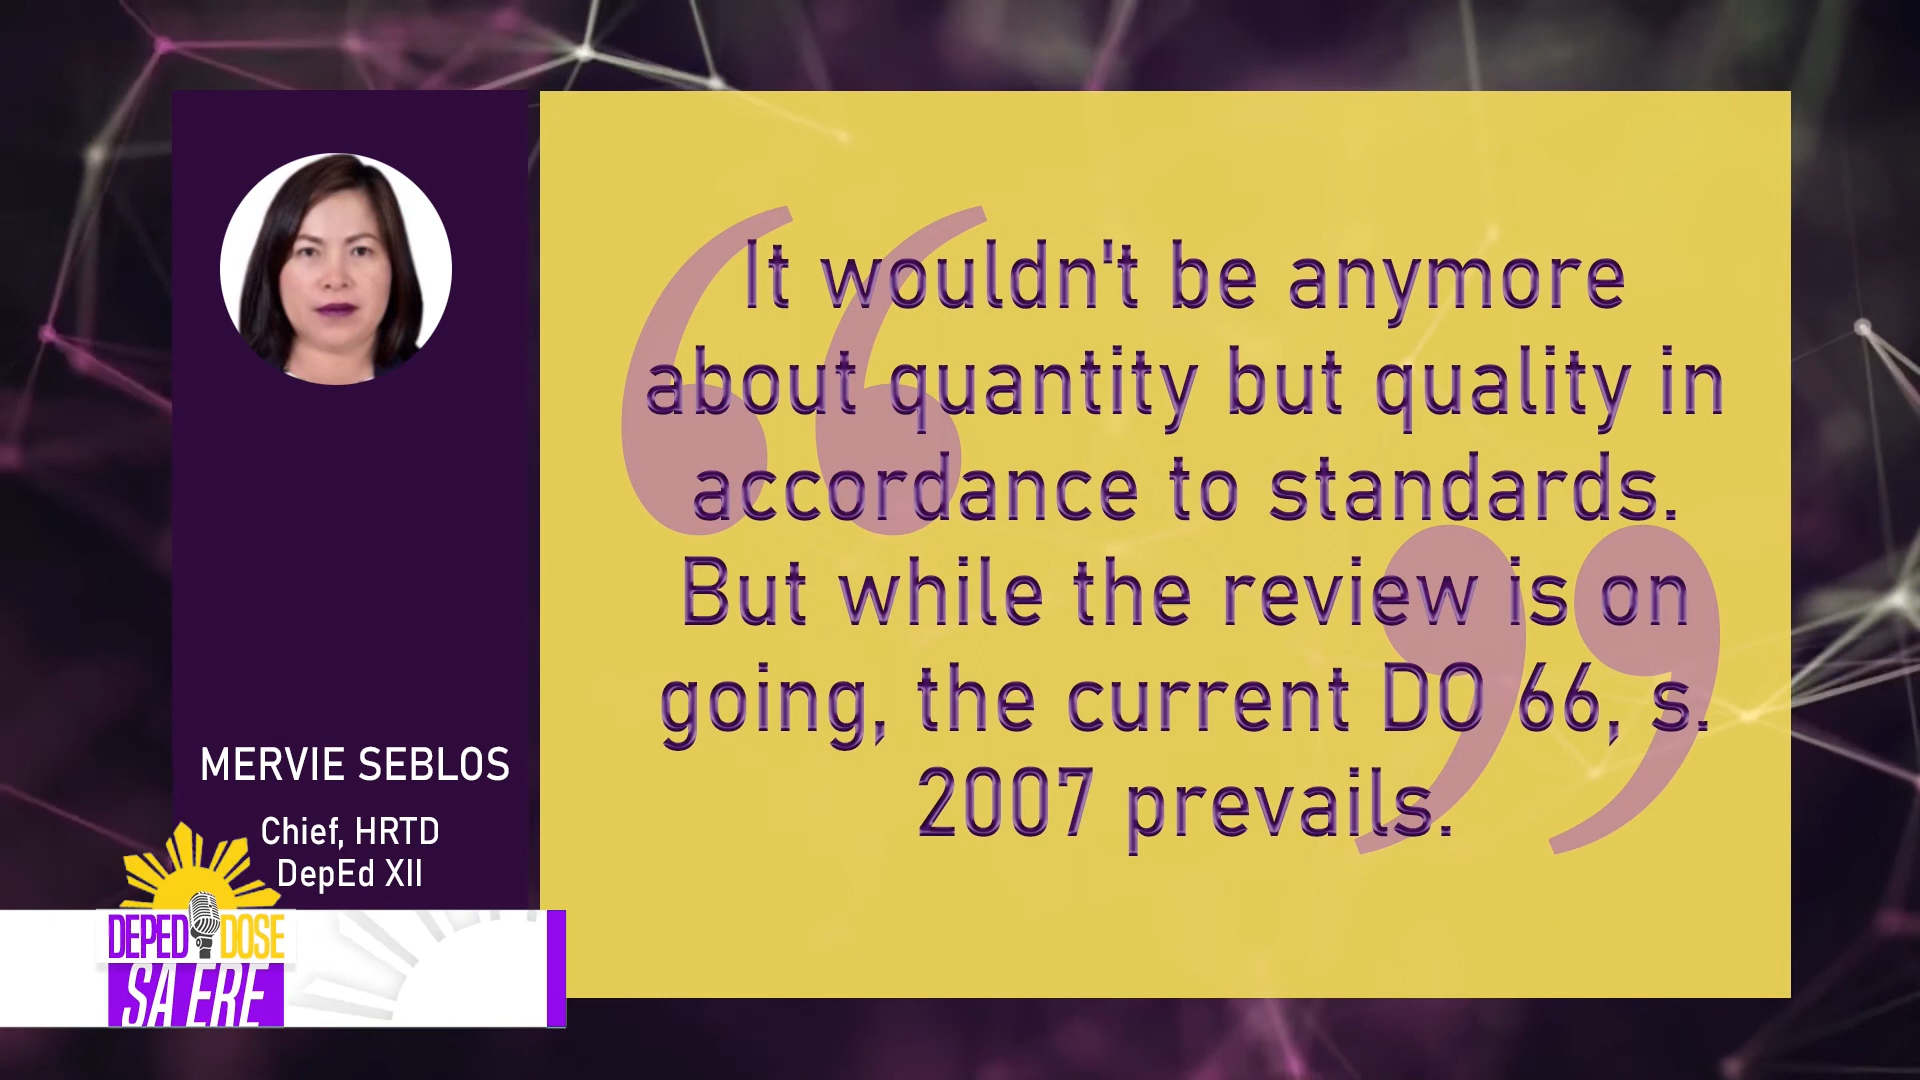 It wouldn't be anymore
about quantity but quality in
accordance to standards.
But while the review is on
going, the current DO 66, s.
2007 prevails.
MERVIE SEBLOS
Chief, HRTD
DepEd XII
DEPED DOSE
SA ERE